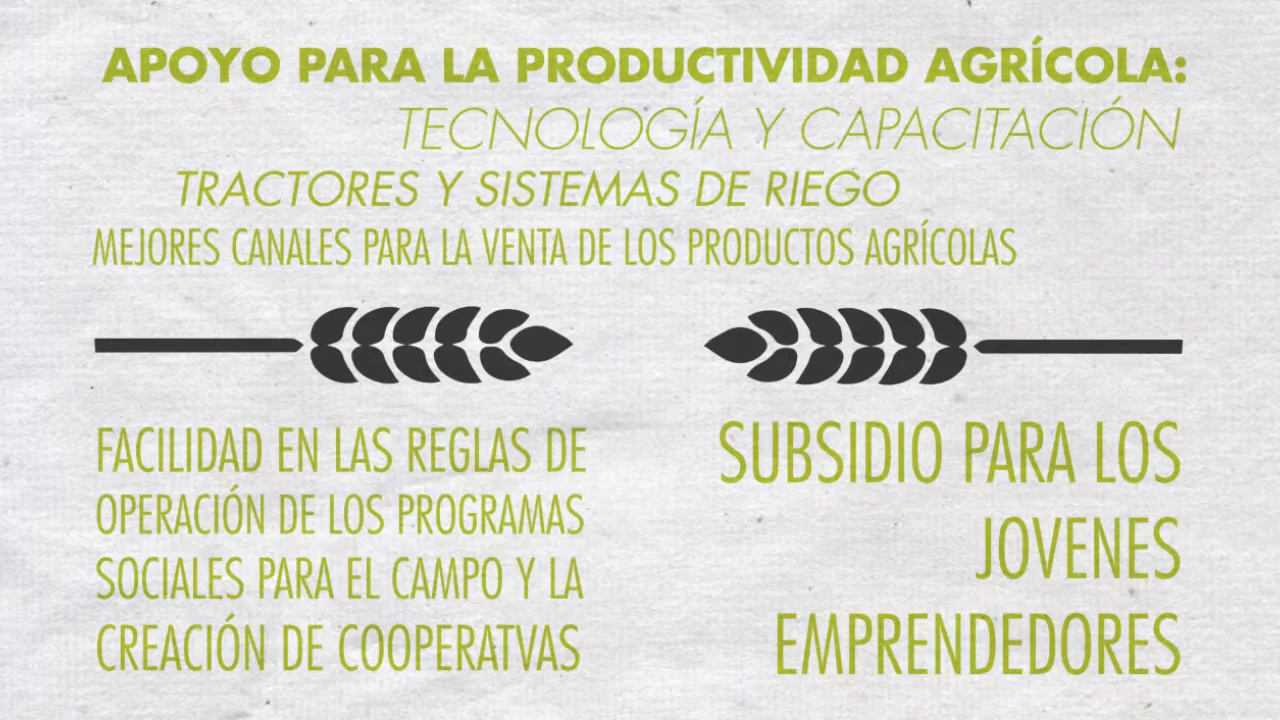 APOYO PARA LA PRODUCTIVIDAD AGRÍCOLA:
TECNOLOGÍA Y CAPACITACIÓN
TRACTORES Y SISTEMAS DE RIEGO
MEJORES CANALES PARA LA VENTA DE LOS PRODUCTOS AGRÍCOLAS
FACILIDAD EN LAS REGLAS DE
OPERACIÓN DE LOS PROGRAMAS
SOCIALES PARA EL CAMPO Y LA
CREACIÓN DE COOPERATVAS
SUBSIDIO PARA LOS
JOVENES
EMPRENDEDORES